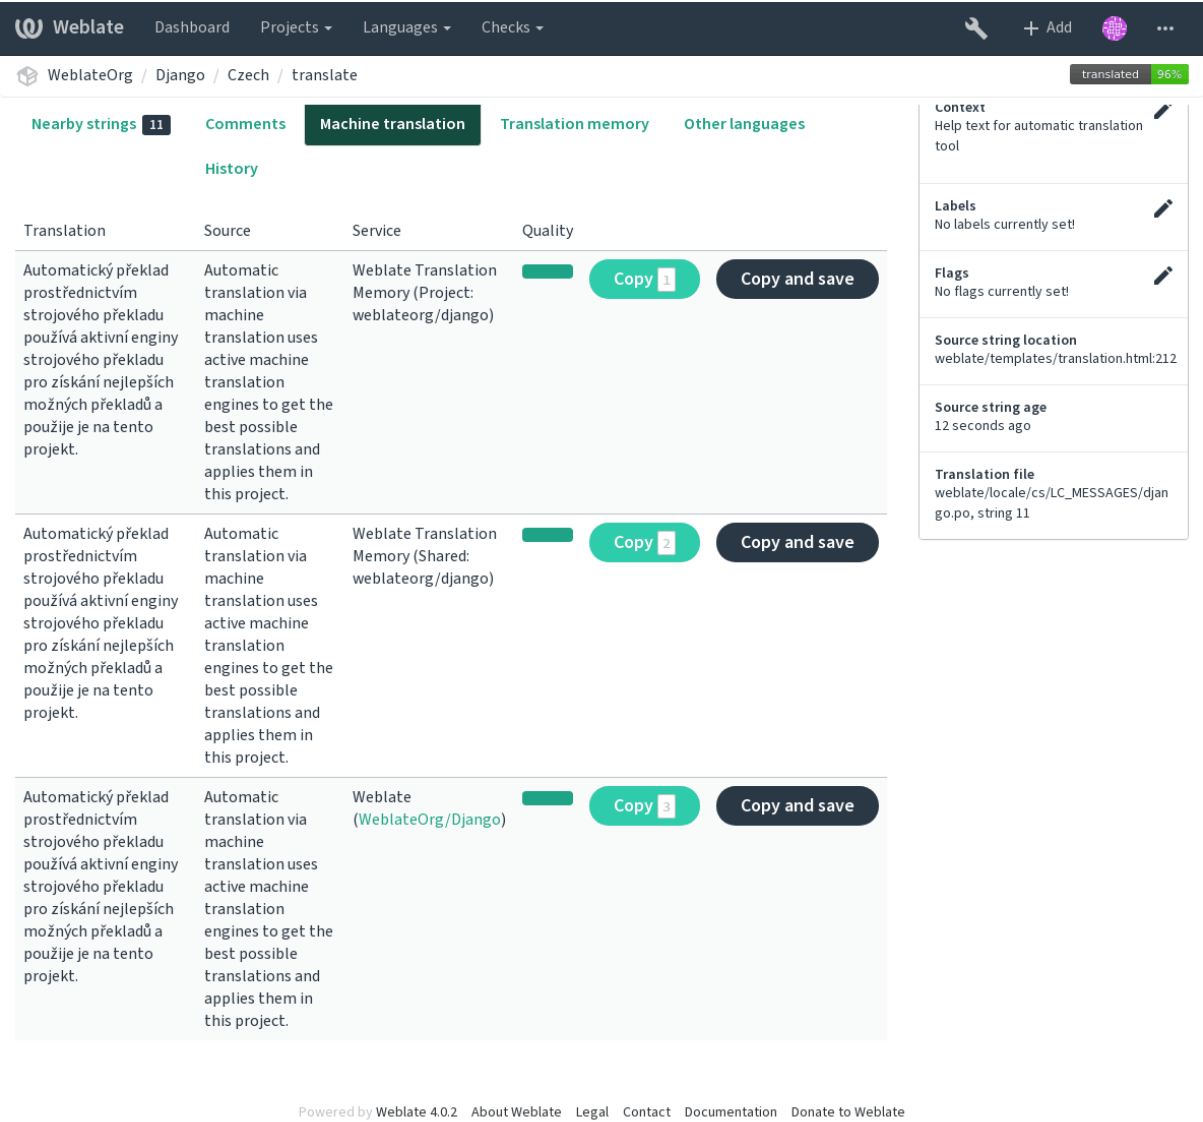 Weblate Dashboard Projects Languages Checks Add
WeblateOrg / Django / Czech / translate translated 96%
Nearby strings 11 Comments Machine translation Translation memory Other languages
History
Translation Source Service Quality
Automatický překlad
prostřednictvím
strojového překladu
používá aktivní enginy
strojového překladu
pro získání nejlepších
možných překladů a
použije je na tento
projekt.
Automatic
translation via
machine
translation uses
active machine
translation
engines to get the
best possible
translations and
applies them in
this project.
Weblate Translation
Memory (Project:
weblateorg/django)
Copy 1 Copy and save
Automatický překlad
prostřednictvím
strojového překladu
používá aktivní enginy
strojového překladu
pro získání nejlepších
možných překladů a
použije je na tento
projekt.
Automatic
translation via
machine
translation uses
active machine
translation
engines to get the
best possible
translations and
applies them in
this project.
Weblate Translation
Memory (Shared:
weblateorg/django)
Copy 2 Copy and save
Automatický překlad
prostřednictvím
strojového překladu
používá aktivní enginy
strojového překladu
pro získání nejlepších
možných překladů a
použije je na tento
projekt.
Automatic
translation via
machine
translation uses
active machine
translation
engines to get the
best possible
translations and
applies them in
this project.
Weblate
(WeblateOrg/Django)
Copy 3 Copy and save
Context
Help text for automatic translation
tool
Labels
No labels currently set!
Flags
No flags currently set!
Source string location
weblate/templates/translation.html:212
Source string age
12 seconds ago
Translation file
weblate/locale/cs/LC_MESSAGES/djan
go.po, string 11
Powered by Weblate 4.0.2 About Weblate Legal Contact Documentation Donate to Weblate